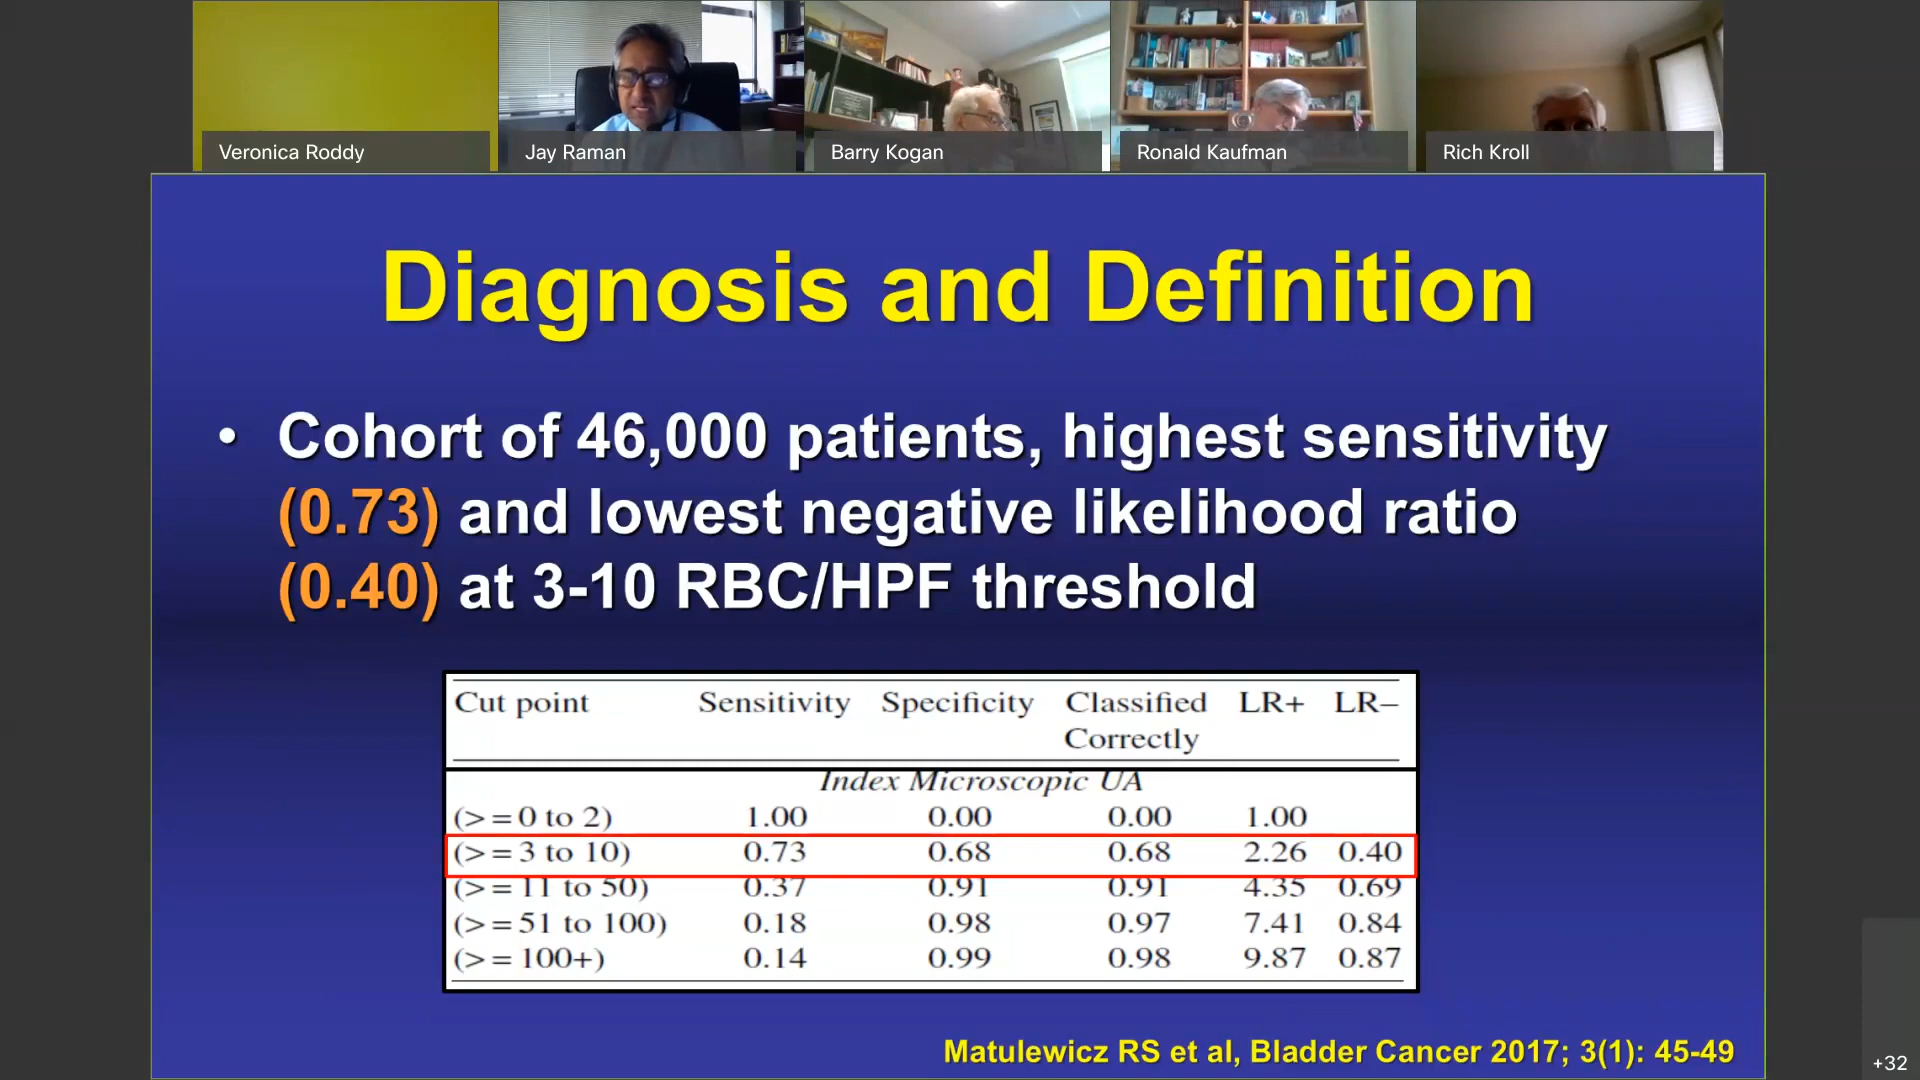 Veronica Roddy
Jay Raman
Barry Kogan
Ronald Kaufman
Rich Kroll
Diagnosis and Definition
• Cohort of 46,000 patients, highest sensitivity
(0.73) and lowest negative likelihood ratio
(0.40) at 3-10 RBC/HPF threshold
Cut point Sensitivity Specificity Classified LR+ LR–
Correctly
Index Microscopic UA
(>=0 to 2) 1.00 0.00 0.00 1.00
(>=3 to 10) 0.73 0.68 0.68 2.26 0.40
(>=11 to 50) 0.37 0.91 0.91 4.35 0.69
(>=51 to 100) 0.18 0.98 0.97 7.41 0.84
(>=100+) 0.14 0.99 0.98 9.87 0.87
Matulewicz RS et al, Bladder Cancer 2017; 3(1): 45-49
+32